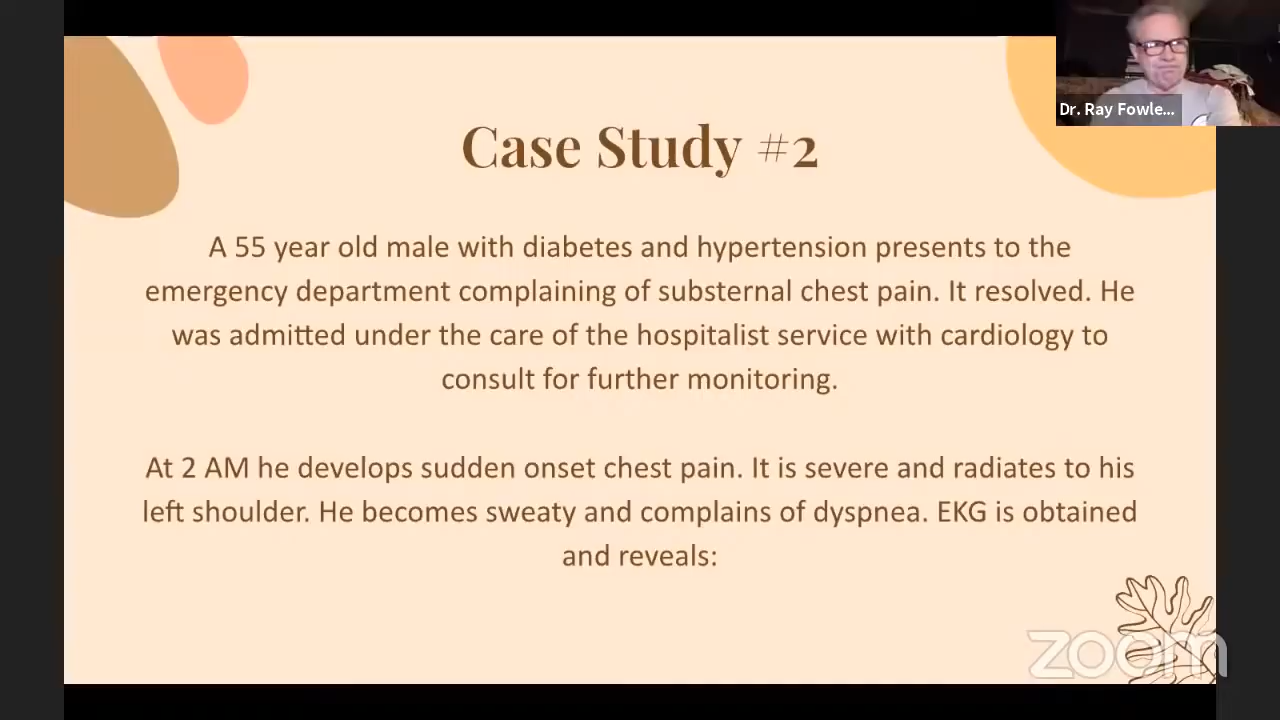 Dr. Ray Fowle...
Case Study #2
A 55 year old male with diabetes and hypertension presents to the
emergency department complaining of substernal chest pain. It resolved. He
was admitted under the care of the hospitalist service with cardiology to
consult for further monitoring.
At 2 AM he develops sudden onset chest pain. It is severe and radiates to his
left shoulder. He becomes sweaty and complains of dyspnea. EKG is obtained
and reveals:
zoom